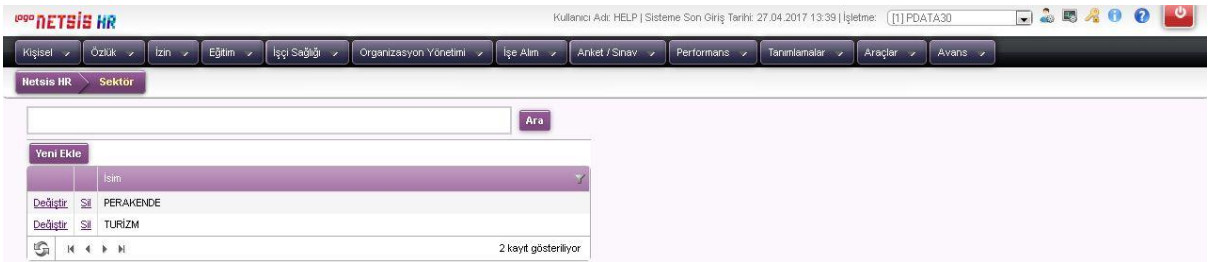 logo NETSİS HR Kullanıcı Adı: HELP | Sisteme Son Giriş Tarihi: 27.04.2017 13:39 | İşletme: [1] PDATA30
Kişisel Özlük İzin Eğitim İşçi Sağlığı Organizasyon Yönetimi İşe Alım Anket / Sınav Performans Tanımlamalar Araçlar Avans
Netsis HR Sektör
Ara
Yeni Ekle
İsim
Değiştir Sil PERAKENDE
Değiştir Sil TURİZM
2 kayıt gösteriliyor